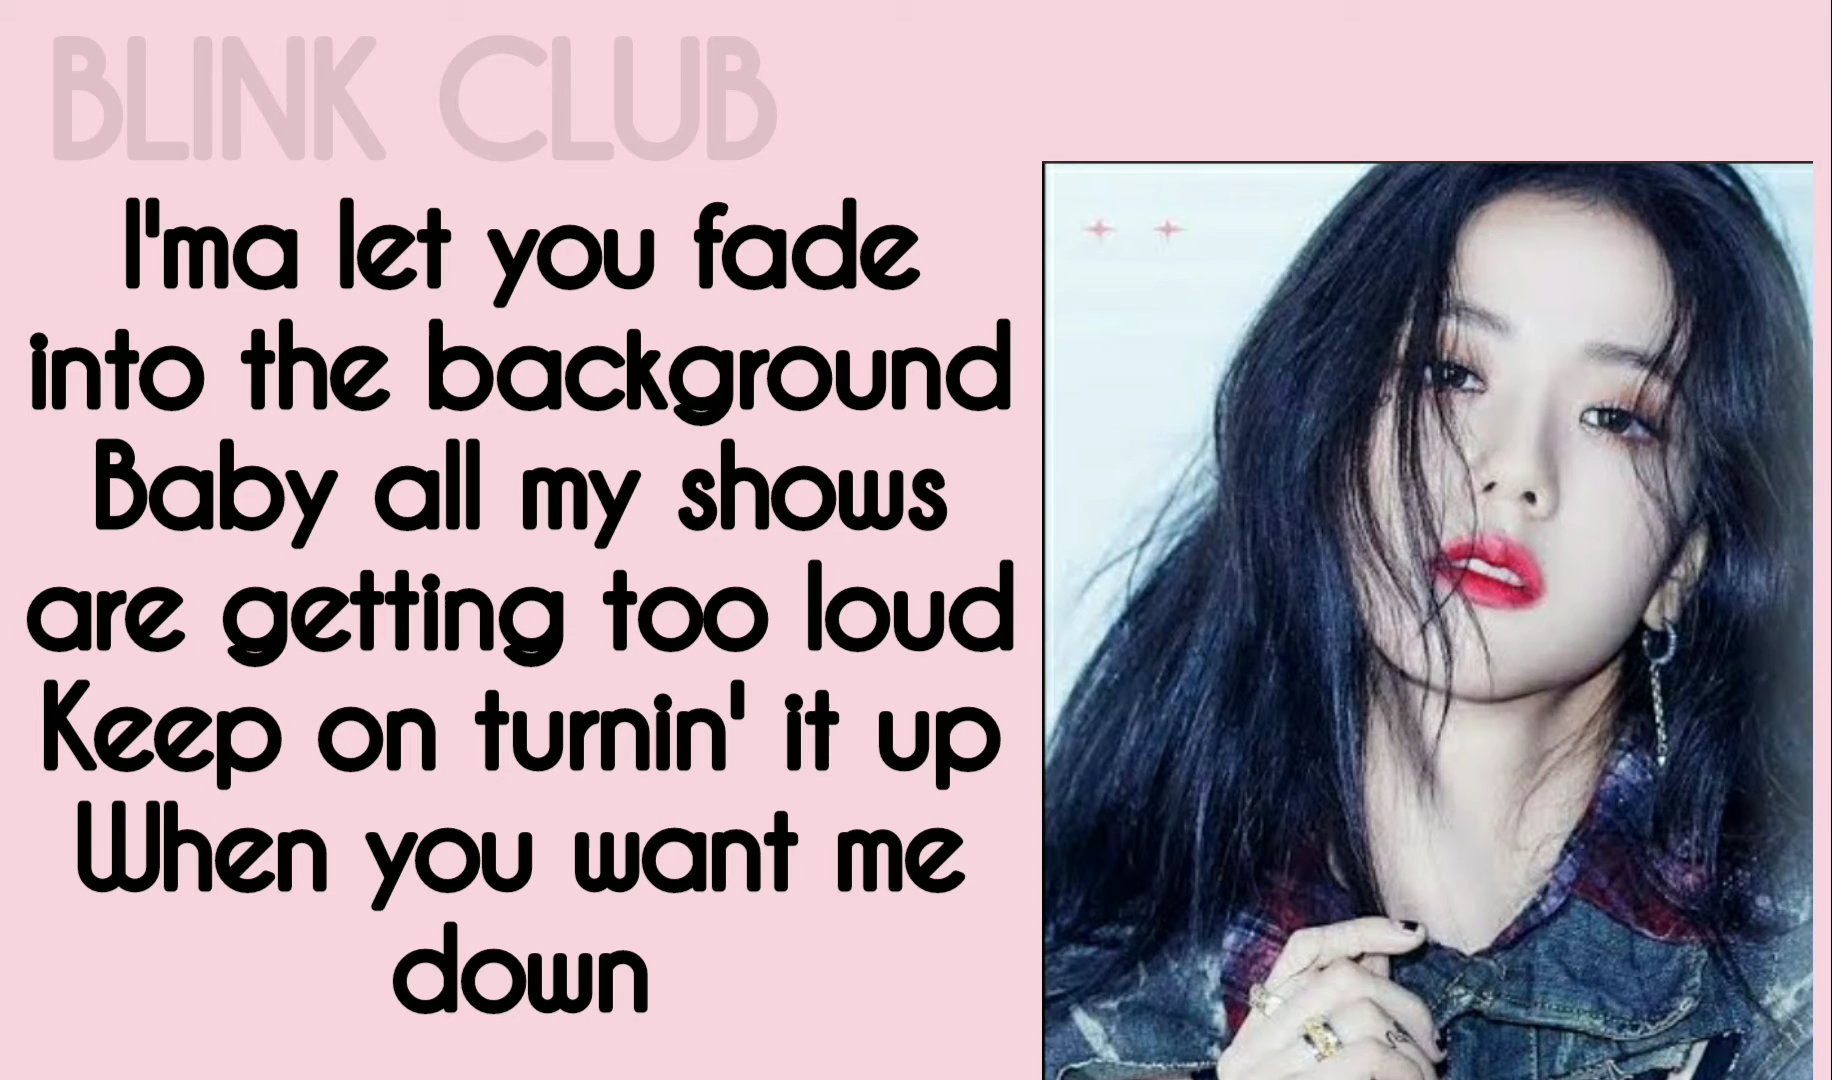 BLINK CLUB
I'ma let you fade
into the background
Baby all my shows
are getting too loud
Keep on turnin' it up
When you want me
down